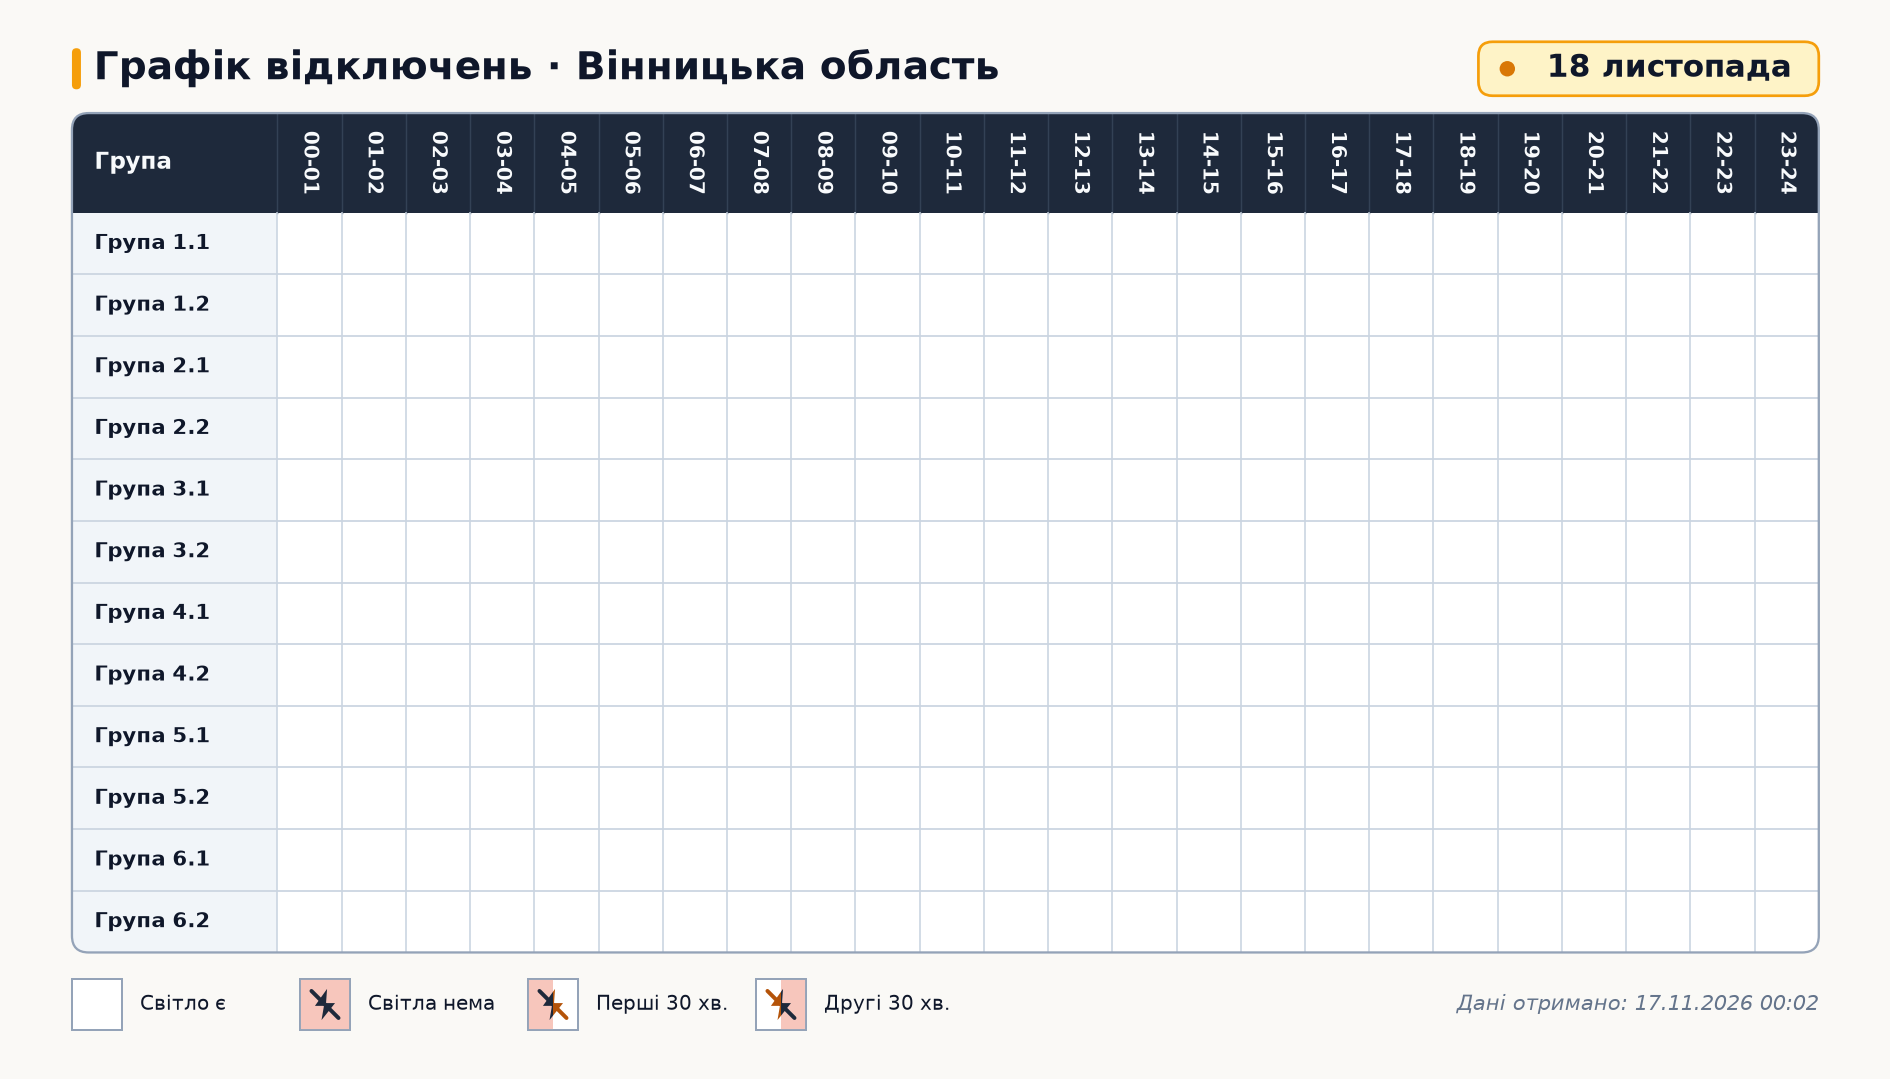 Графік відключень · Вінницька область
18 листопада
Група 00-01 01-02 02-03 03-04 04-05 05-06 06-07 07-08 08-09 09-10 10-11 11-12 12-13 13-14 14-15 15-16 16-17 17-18 18-19 19-20 20-21 21-22 22-23 23-24
Група 1.1
Група 1.2
Група 2.1
Група 2.2
Група 3.1
Група 3.2
Група 4.1
Група 4.2
Група 5.1
Група 5.2
Група 6.1
Група 6.2
Світло є Світла нема Перші 30 хв. Другі 30 хв.
Дані отримано: 17.11.2026 00:02